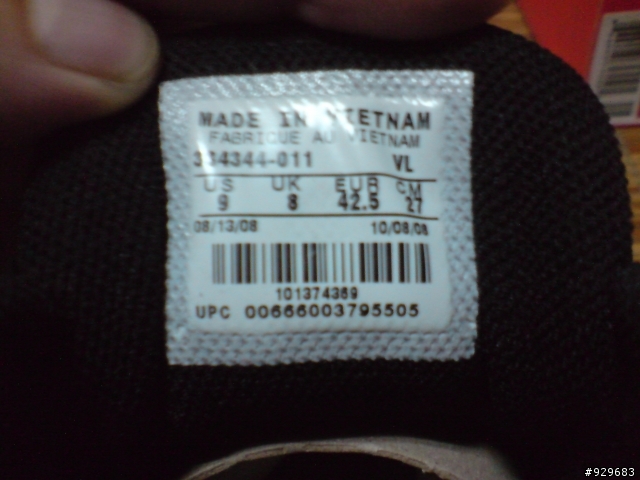 MADE IN VIETNAM
FABRIQUE AU VIETNAM
334344-011 VL
US UK EUR CM
9 8 42.5 27
08/13/08 10/08/08
101374369
UPC 00666003795505
#929683